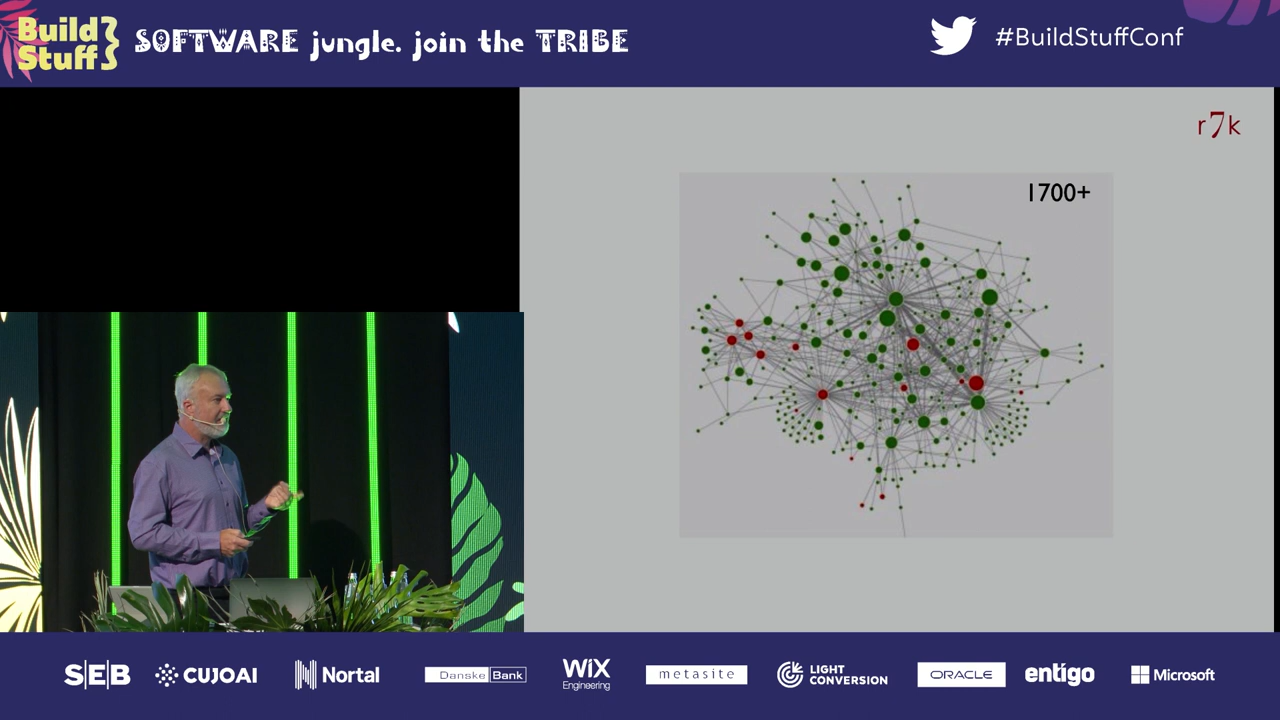 Build
Stuff
SOFTWARE jungle. join the TRIBE
#BuildStuffConf
r7k
1700+
S|E|B
CUJOAI
Nortal
Danske Bank
WiX
Engineering
metasite
LIGHT
CONVERSION
ORACLE
entigo
Microsoft